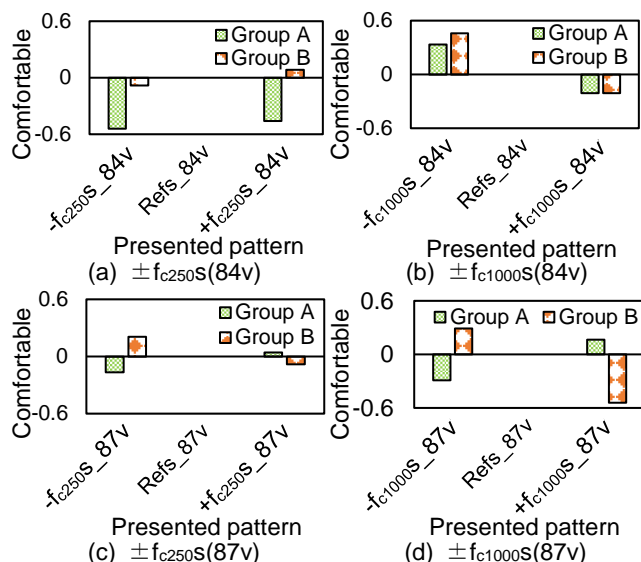 0.6
0
-0.6
Comfortable
Group A
Group B
-fc250s_84v
Refs_84v
+fc250s_84v
Presented pattern
(a) ±fc250s(84v)
0.6
0
-0.6
Comfortable
Group A
Group B
-fc1000s_84v
Refs_84v
+fc1000s_84v
Presented pattern
(b) ±fc1000s(84v)
0.6
0
-0.6
Comfortable
Group A
Group B
-fc250s_87v
Refs_87v
+fc250s_87v
Presented pattern
(c) ±fc250s(87v)
0.6
0
-0.6
Comfortable
Group A Group B
-fc1000s_87v
Refs_87v
+fc1000s_87v
Presented pattern
(d) ±fc1000s(87v)